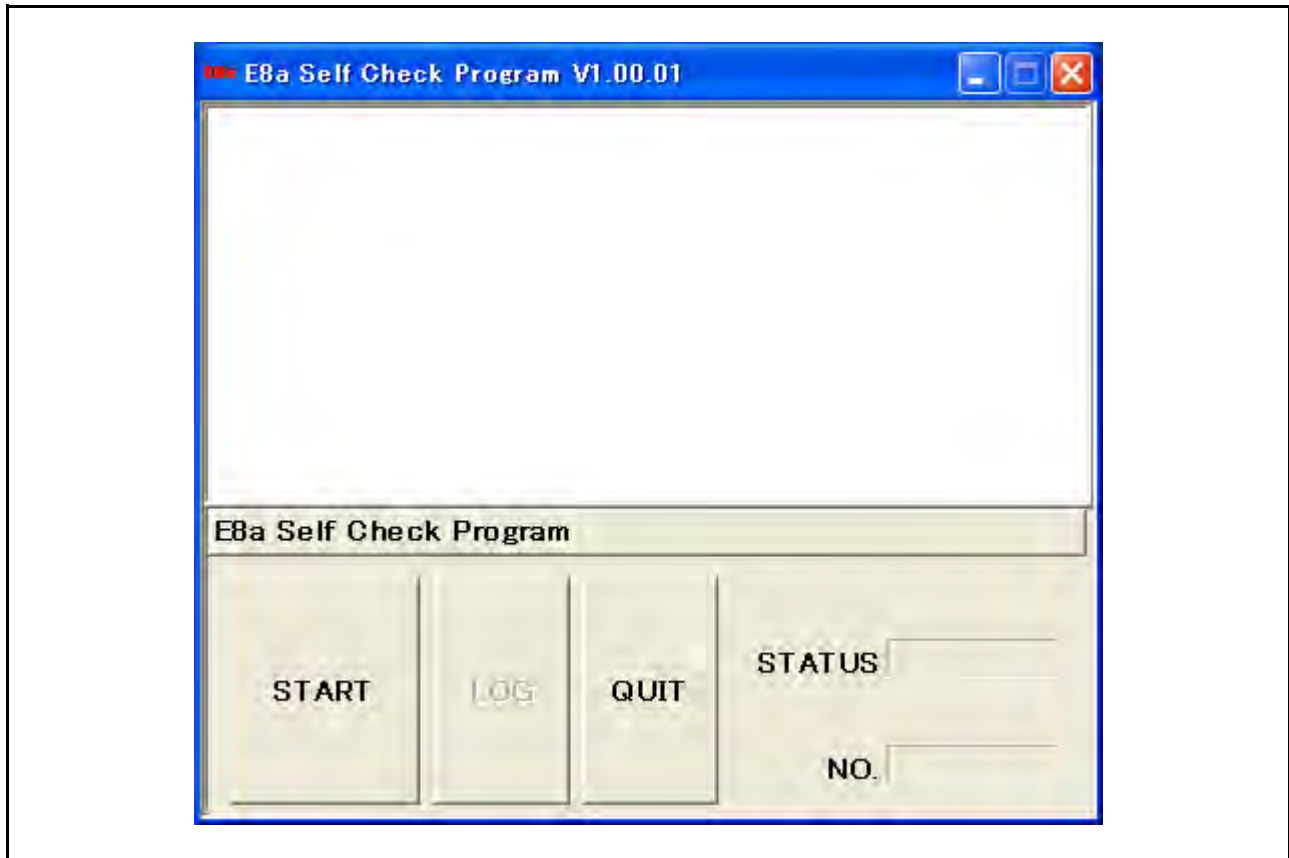 E8a Self Check Program V1.00.01
E8a Self Check Program
START LOG QUIT
STATUS
NO.